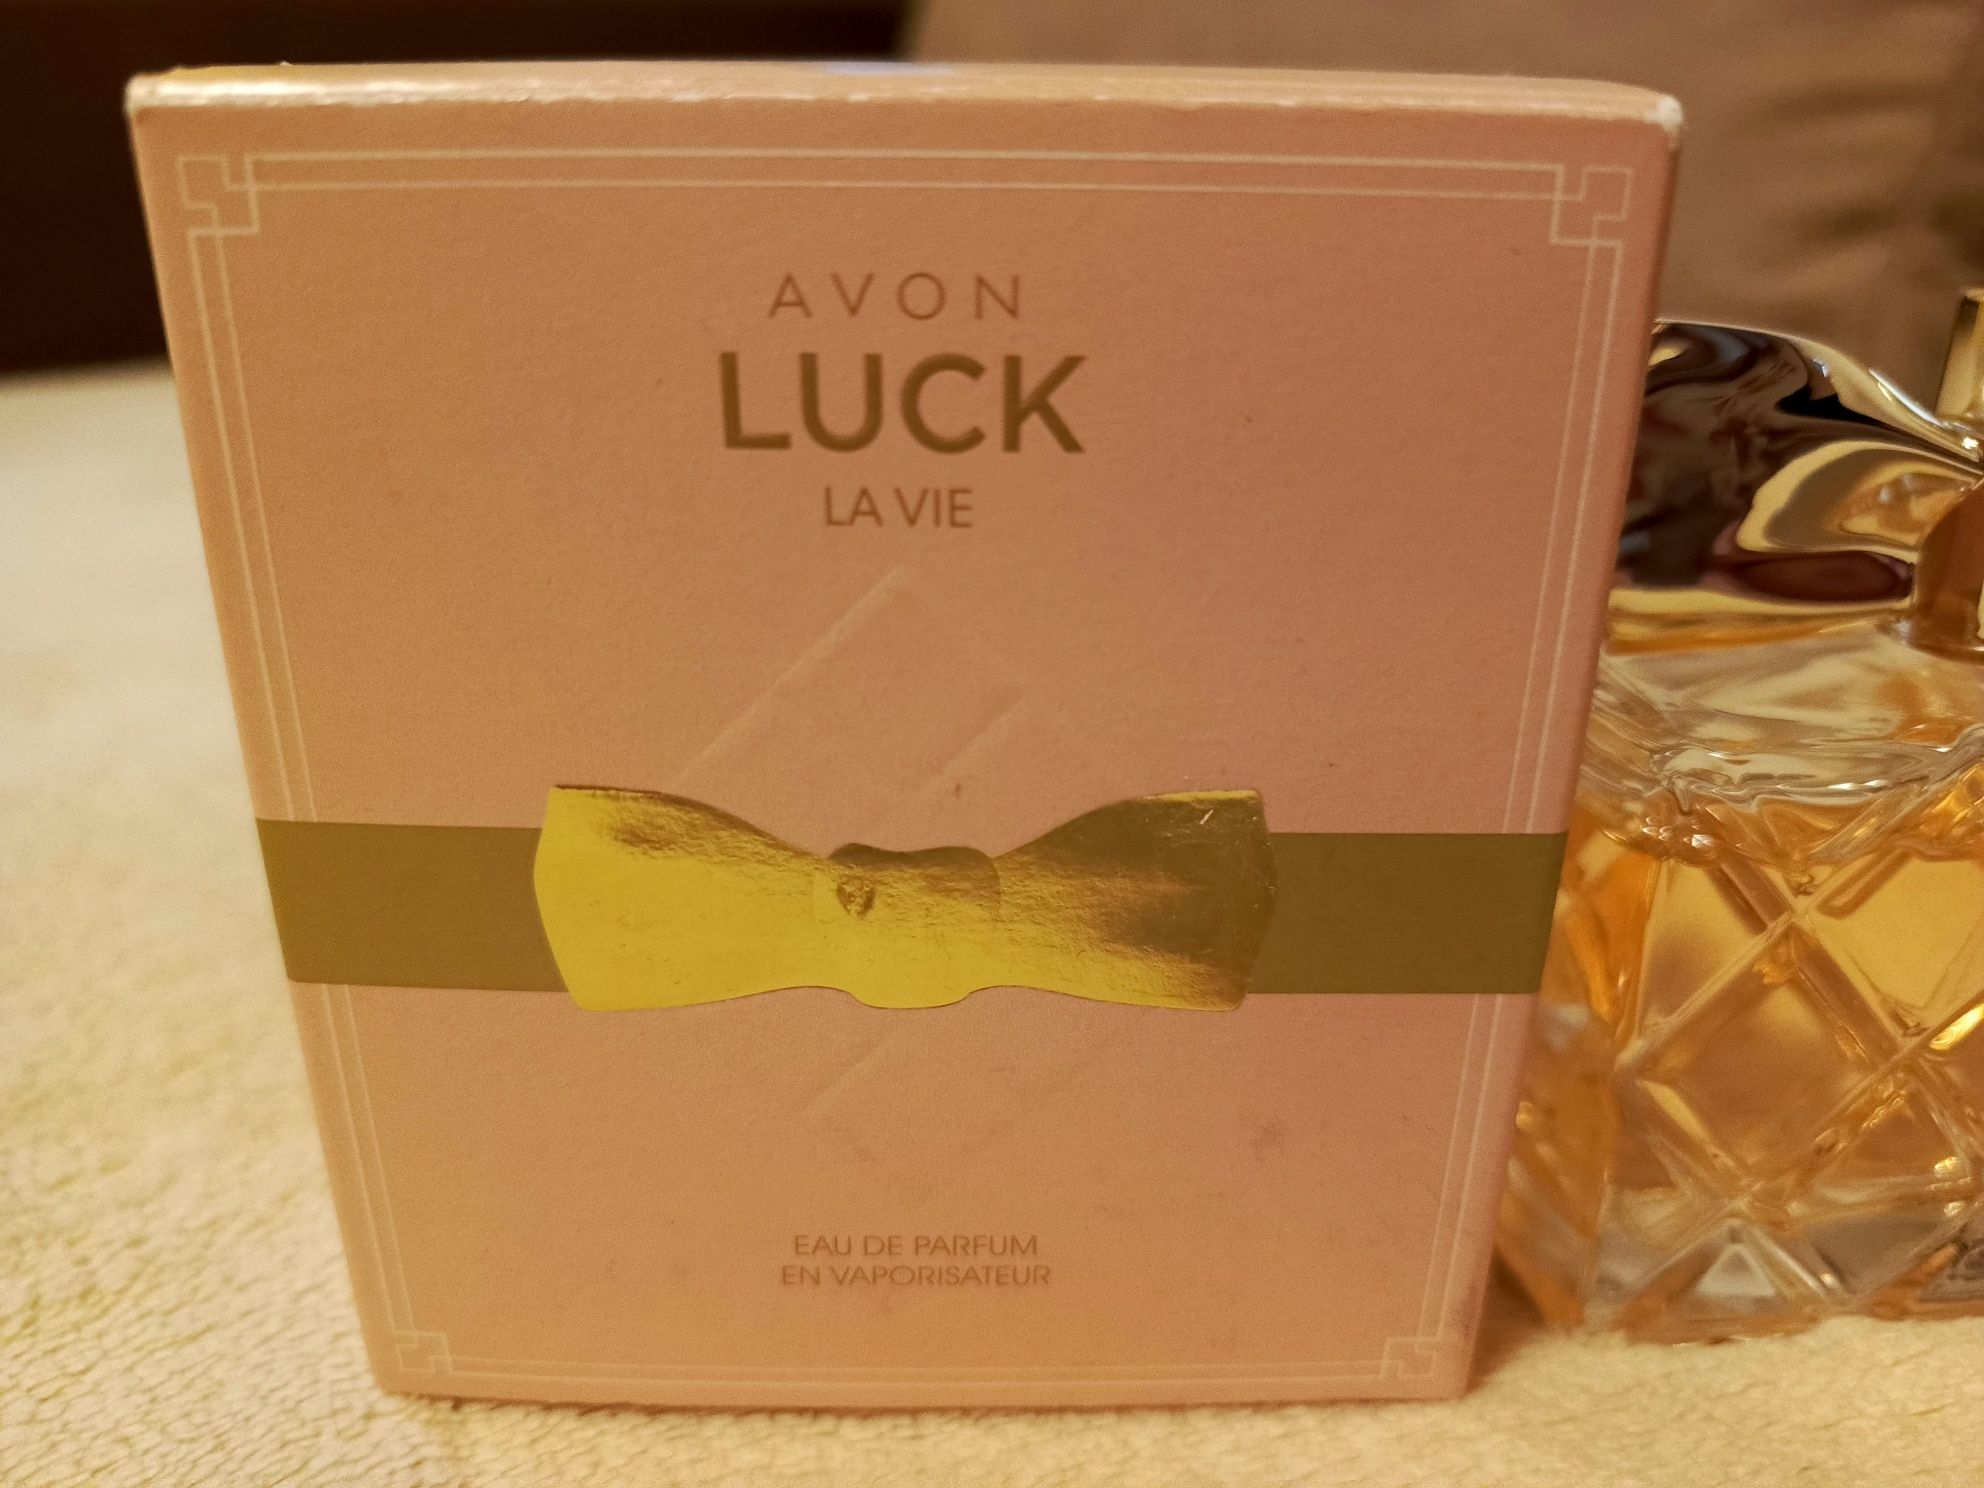 AVON
LUCK
LA VIE
EAU DE PARFUM
EN VAPORISATEUR